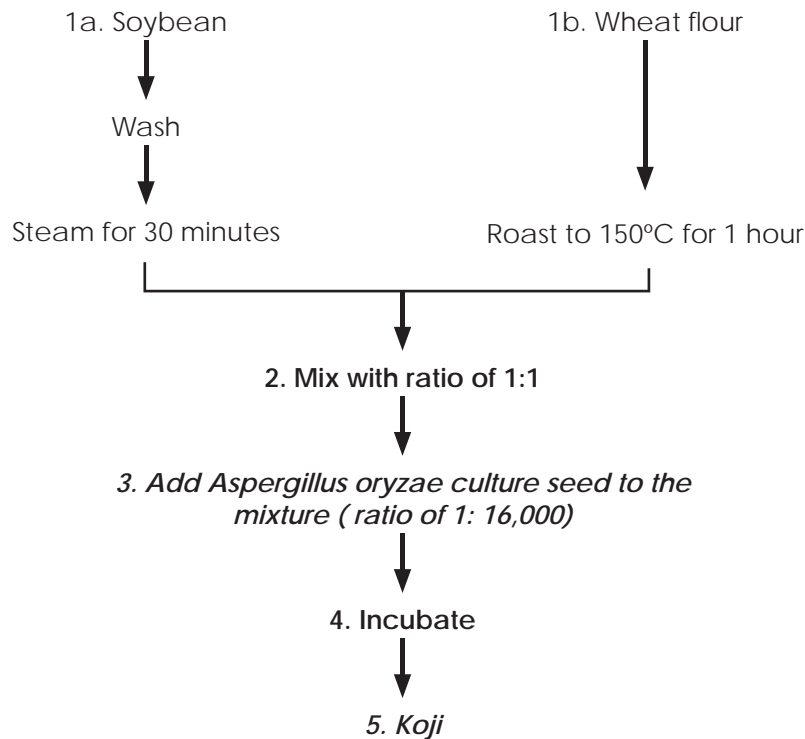 1a. Soybean
1b. Wheat flour
Wash
Steam for 30 minutes
Roast to 150ºC for 1 hour
2. Mix with ratio of 1:1
3. Add Aspergillus oryzae culture seed to the
mixture ( ratio of 1: 16,000)
4. Incubate
5. Koji